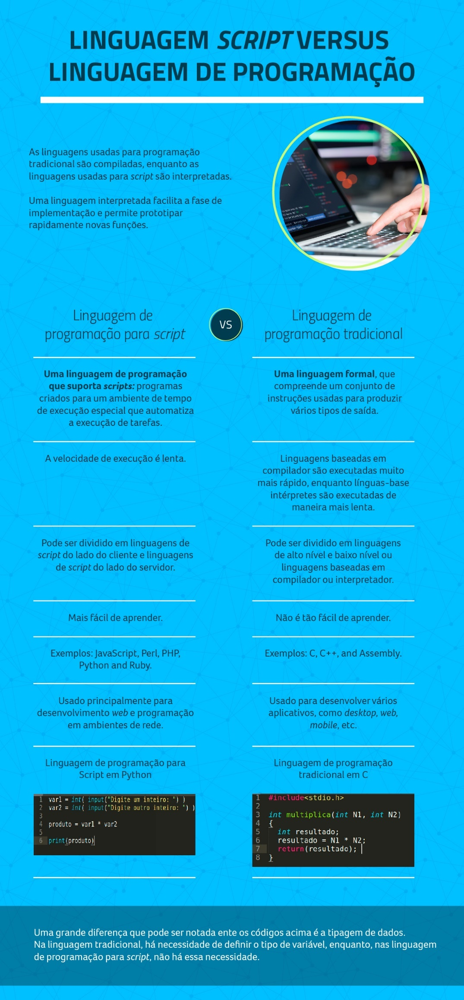 LINGUAGEM SCRIPT VERSUS
LINGUAGEM DE PROGRAMAÇÃO
As linguagens usadas para programação
tradicional são compiladas, enquanto as
linguagens usadas para script são interpretadas.
Uma linguagem interpretada facilita a fase de
implementação e permite prototipar
rapidamente novas funções.
Linguagem de
programação para script
VS
Linguagem de
programação tradicional
Uma linguagem de programação
que suporta scripts: programas
criados para um ambiente de tempo
de execução especial que automatiza
a execução de tarefas.
Uma linguagem formal, que
compreende um conjunto de
instruções usadas para produzir
vários tipos de saída.
A velocidade de execução é lenta.
Linguagens baseadas em
compilador são executadas muito
mais rápido, enquanto línguas-base
intérpretes são executadas de
maneira mais lenta.
Pode ser dividido em linguagens de
script do lado do cliente e linguagens
de script do lado do servidor.
Pode ser dividido em linguagens
de alto nível e baixo nível ou
linguagens baseadas em
compilador ou interpretador.
Mais fácil de aprender.
Não é tão fácil de aprender.
Exemplos: JavaScript, Perl, PHP,
Python and Ruby.
Exemplos: C, C++, and Assembly.
Usado principalmente para
desenvolvimento web e programação
em ambientes de rede.
Usado para desenvolver vários
aplicativos, como desktop, web,
mobile, etc.
Linguagem de programação para
Script em Python
Linguagem de programação
tradicional em C
1 var1 = int( input("Digite um inteiro: ") )
2 var2 = int( input("Digite outro inteiro: ") )
3
4 produto = var1 * var2
5
6 print(produto)
1 #include<stdio.h>
2
3 int multiplica(int N1, int N2)
4 {
5 int resultado;
6 resultado = N1 * N2;
7 return(resultado);
8 }
Uma grande diferença que pode ser notada ente os códigos acima é a tipagem de dados.
Na linguagem tradicional, há necessidade de definir o tipo de variável, enquanto, nas linguagem
de programação para script, não há essa necessidade.